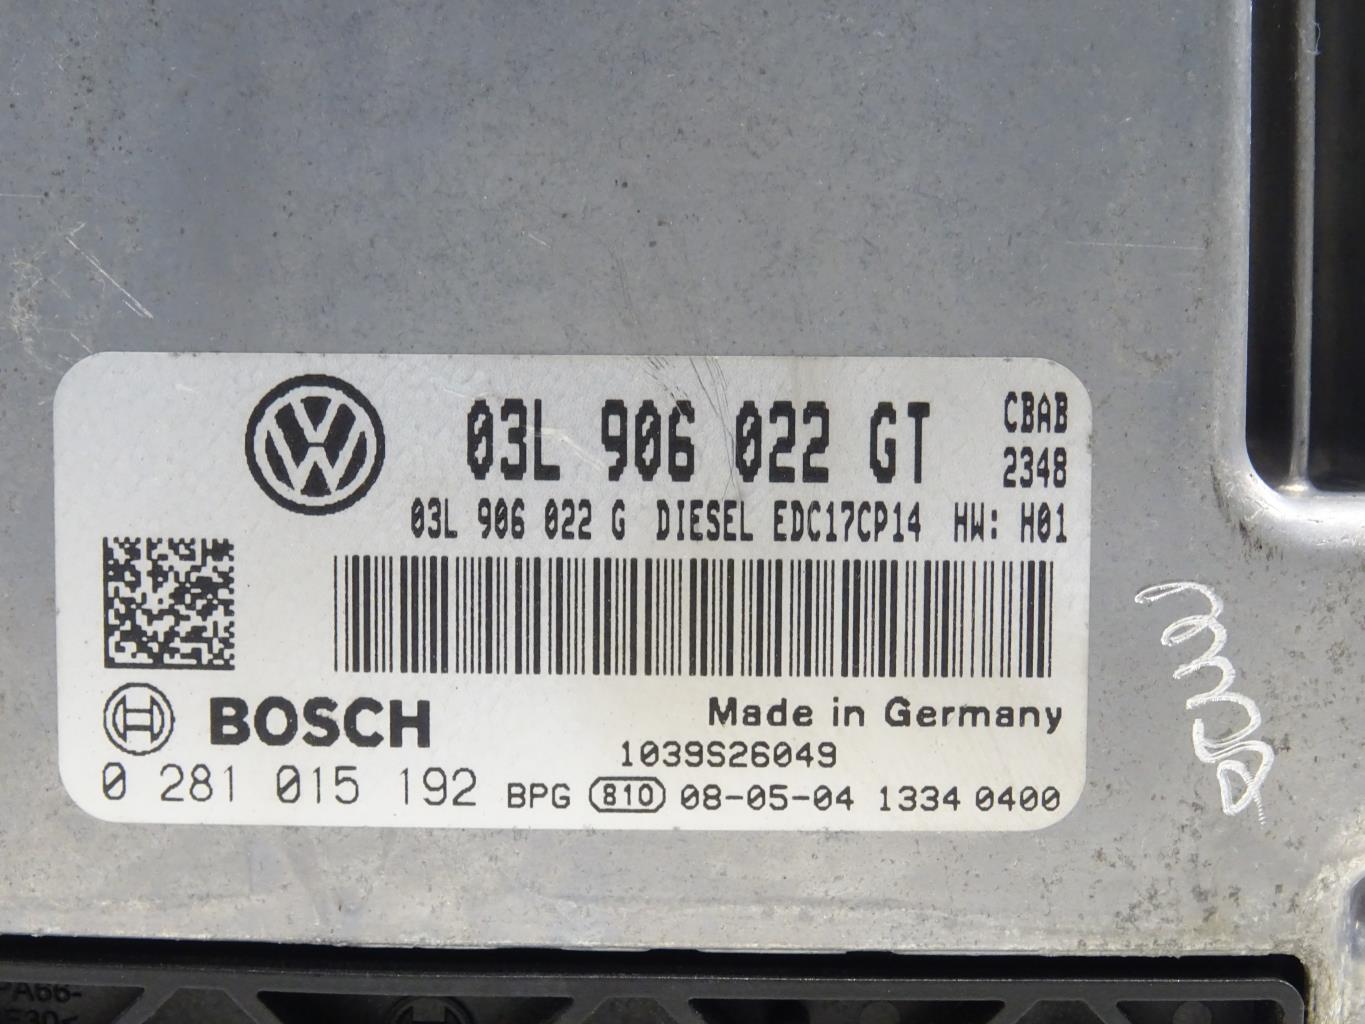 03L 906 022 GT CBAB
2348
03L 906 022 G DIESEL EDC17CP14 HW: H01
BOSCH
Made in Germany
1039S26049
0 281 015 192 BPG 810 08-05-04 1334 0400
PA66-